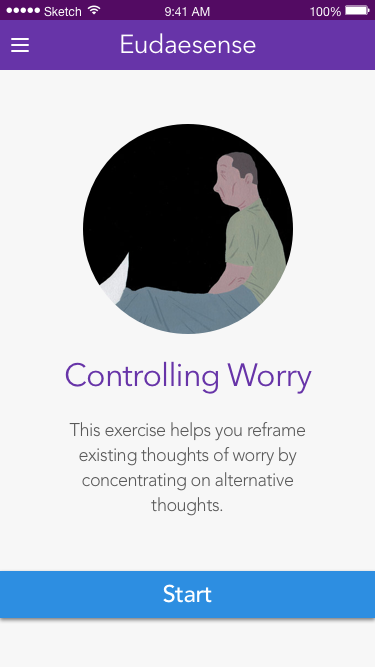 Sketch 9:41 AM 100%
Eudaesense
Controlling Worry
This exercise helps you reframe
existing thoughts of worry by
concentrating on alternative
thoughts.
Start